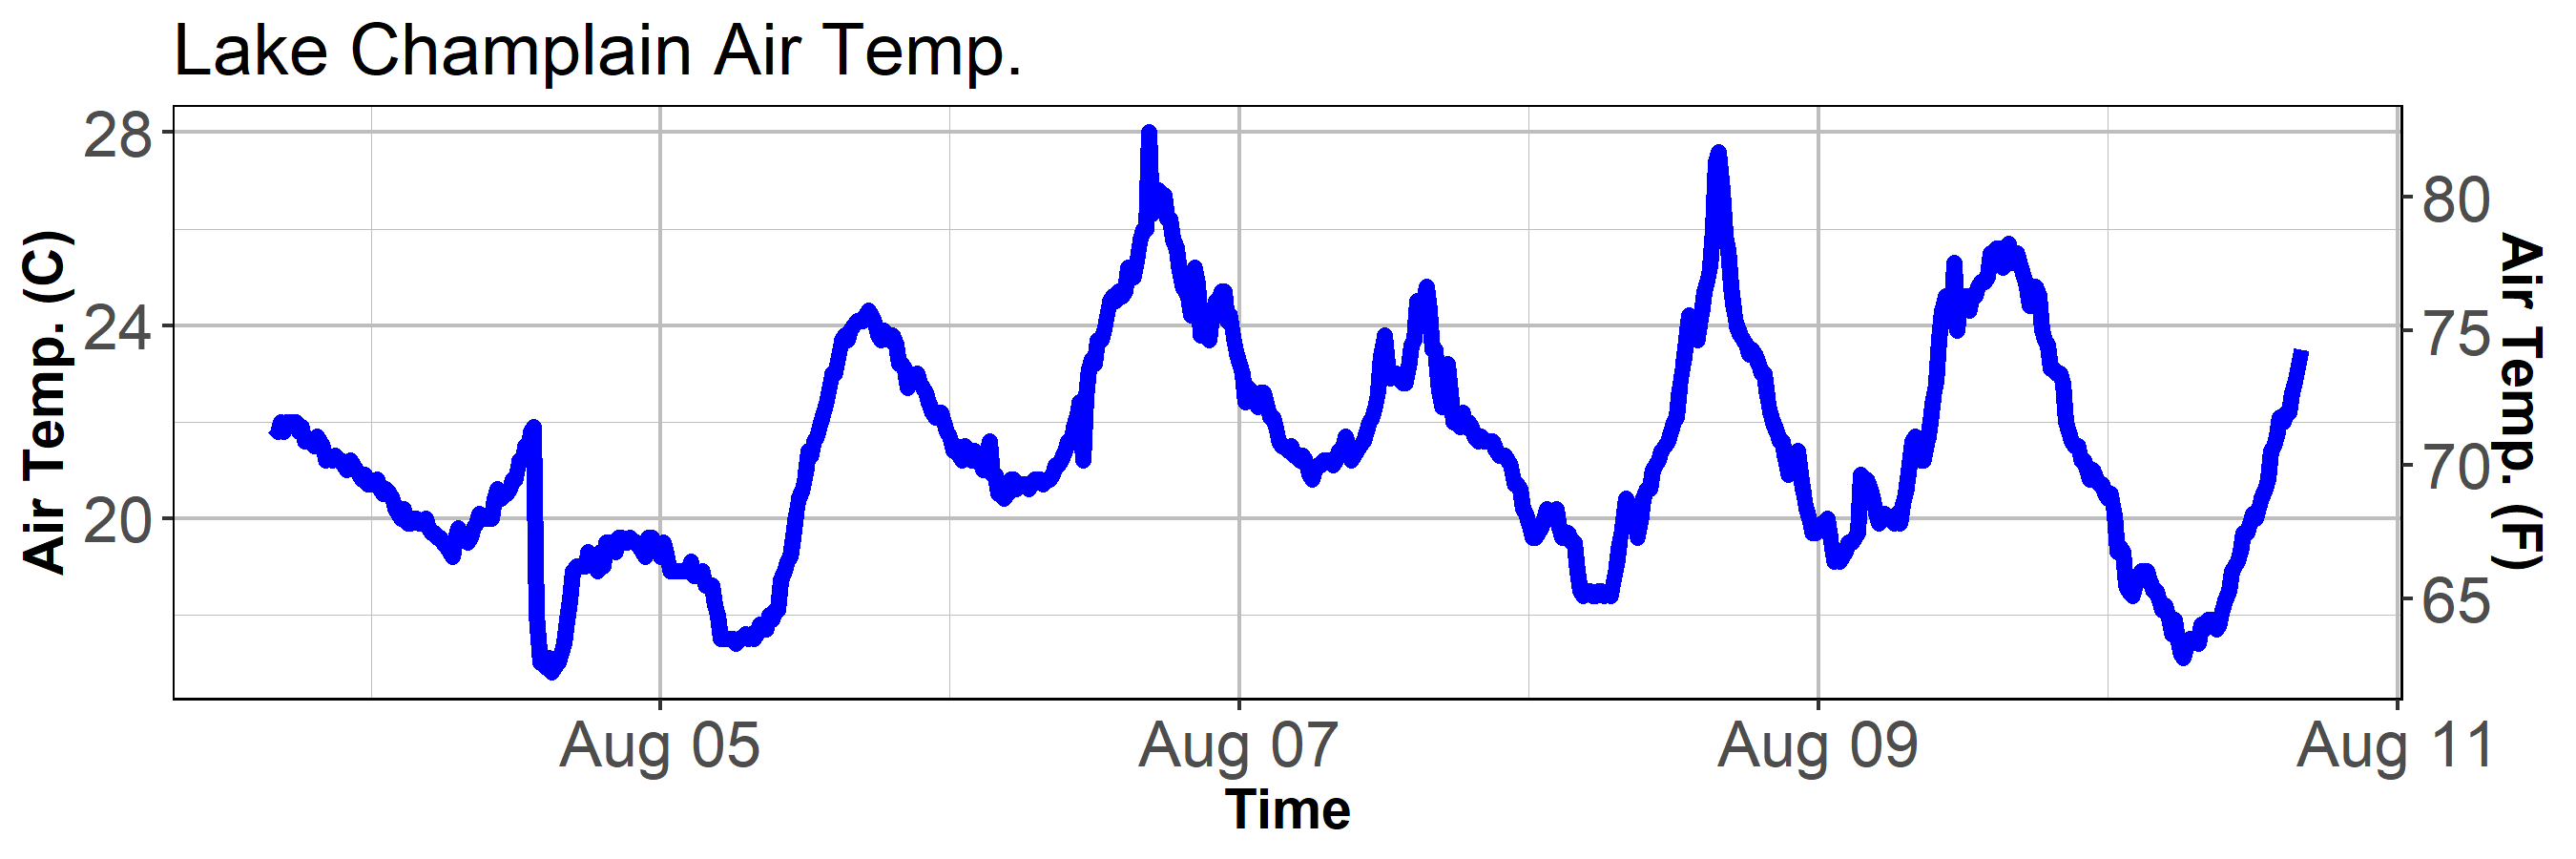 Lake Champlain Air Temp.
Air Temp. (C)
28
24
20
80
75
70
65
Air Temp. (F)
Aug 05
Aug 07
Aug 09
Aug 11
Time